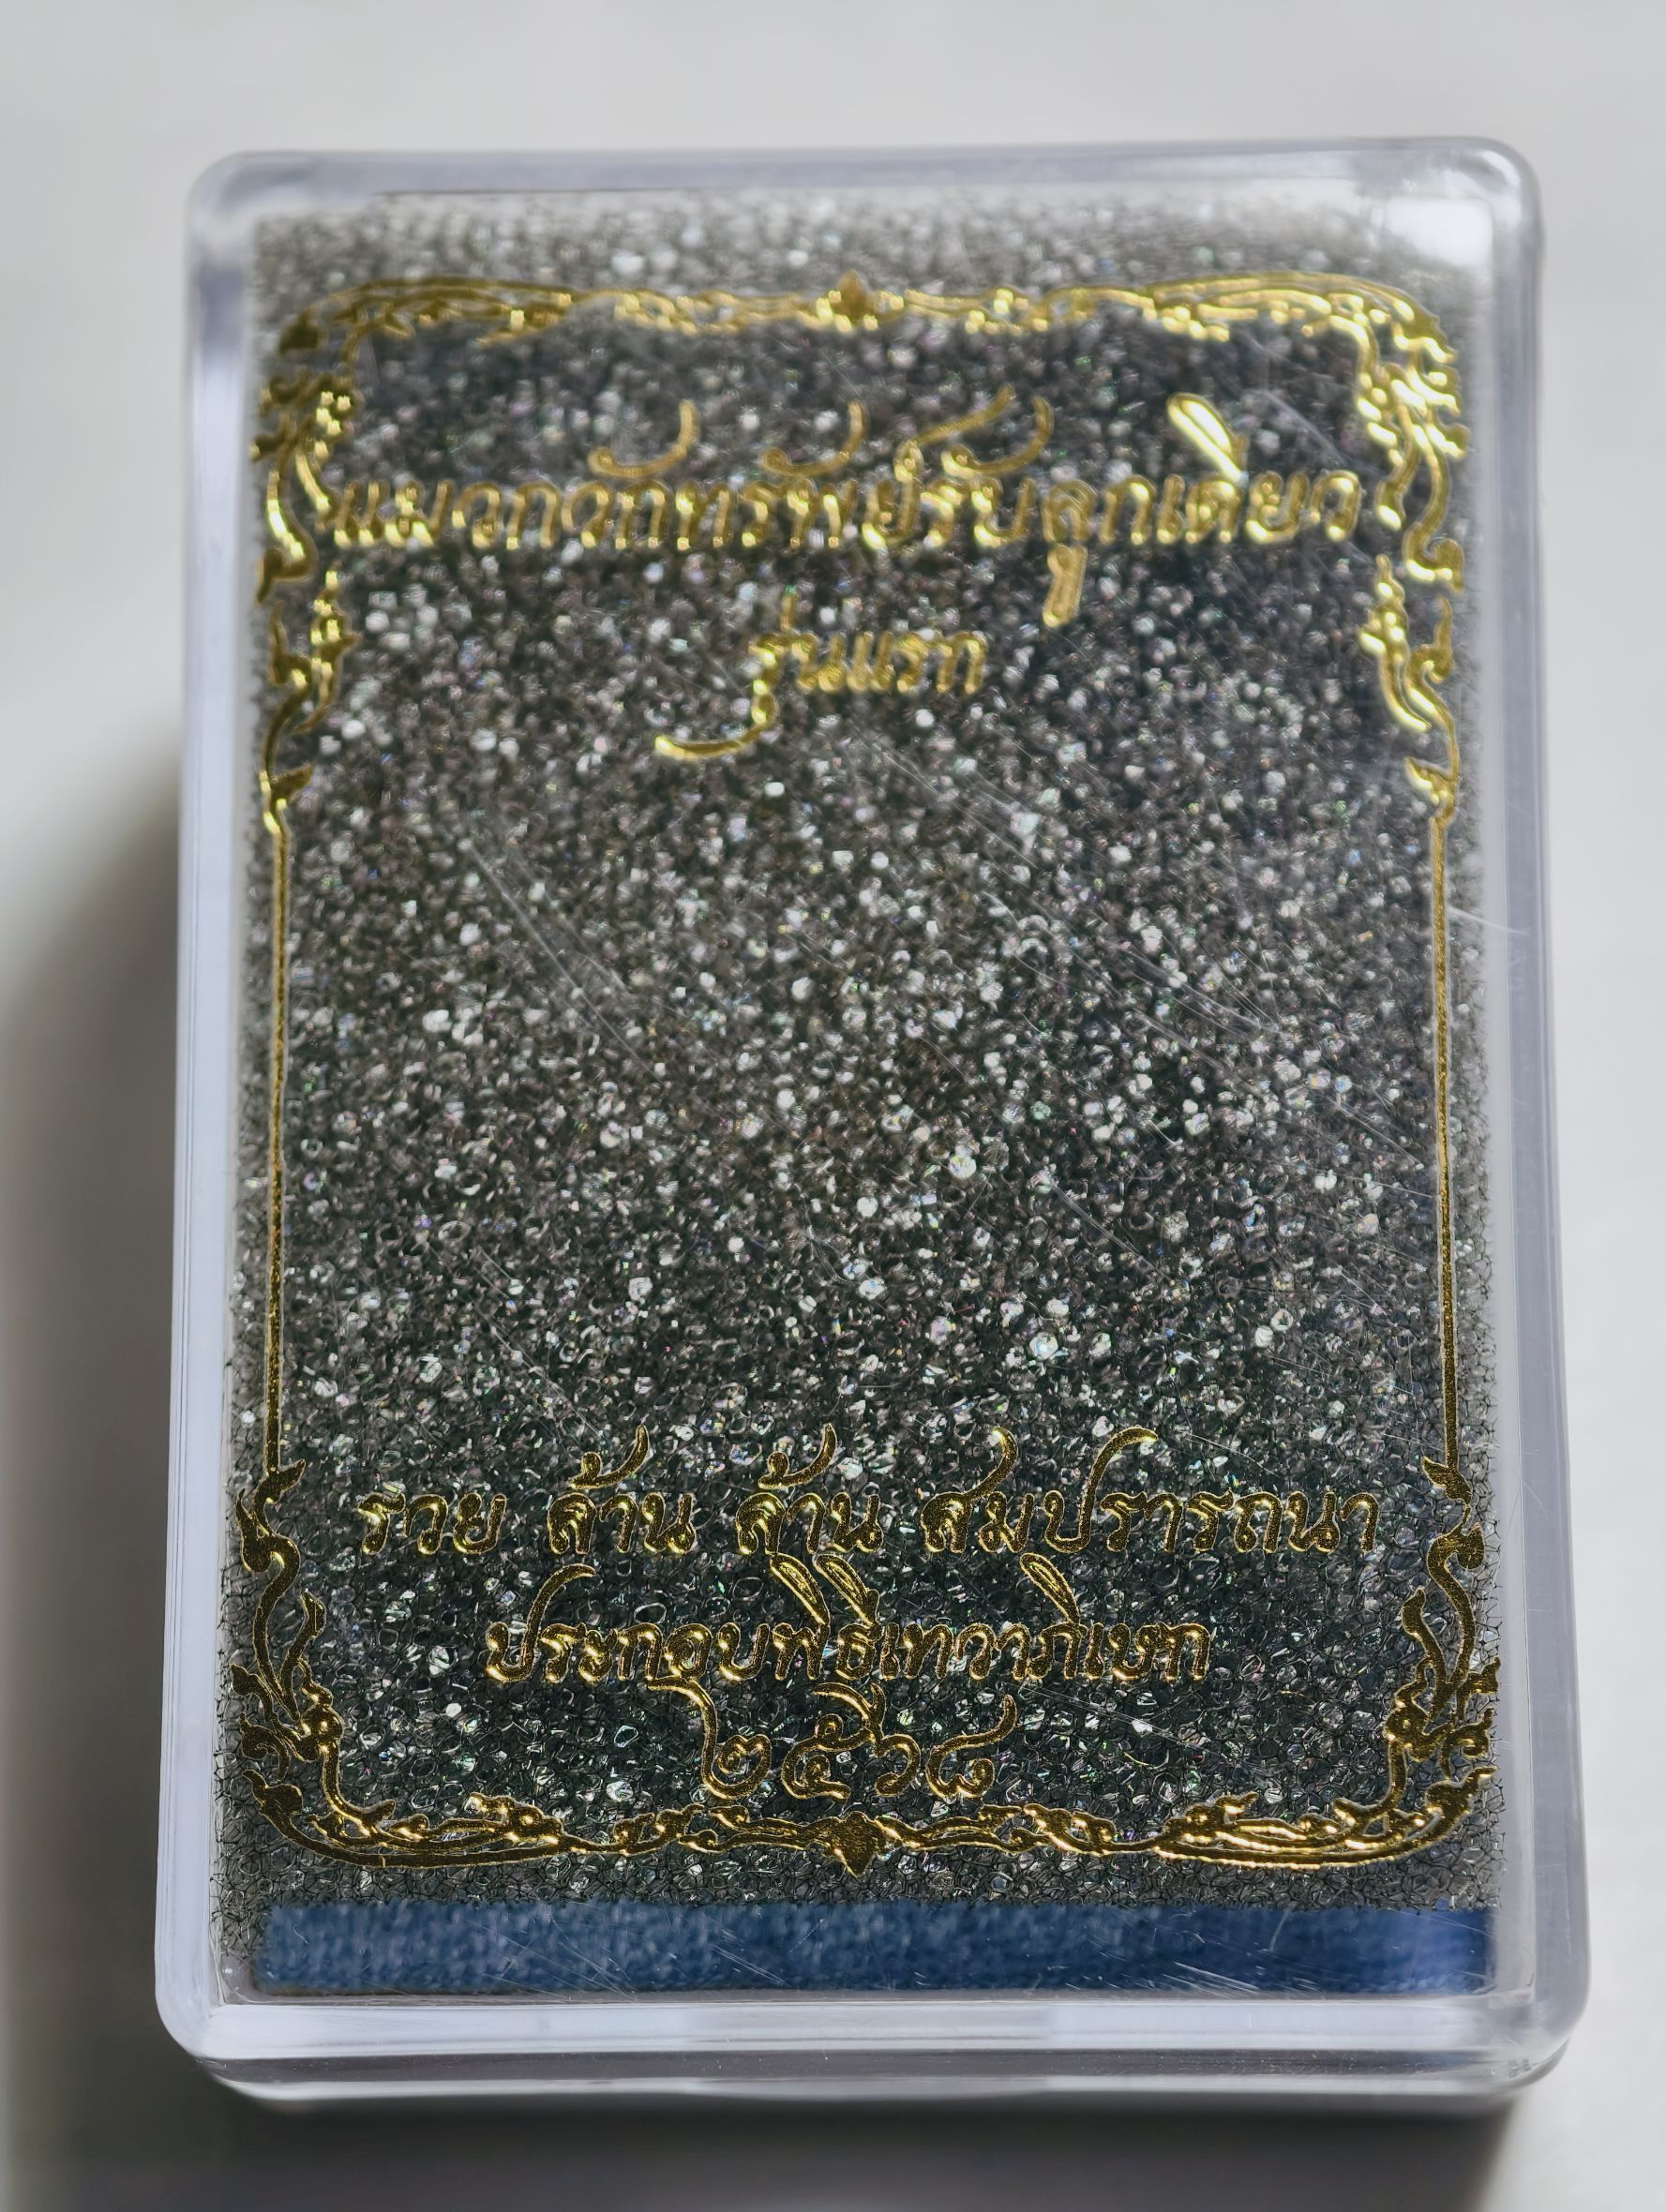 แมวกวักทรัพย์รับลูกเดี่ยว
รุ่นแรก
รวย ล้าน ล้าน สมปรารถนา
ประกอบพิธีเทวาภิเษก
๒๕๖๘